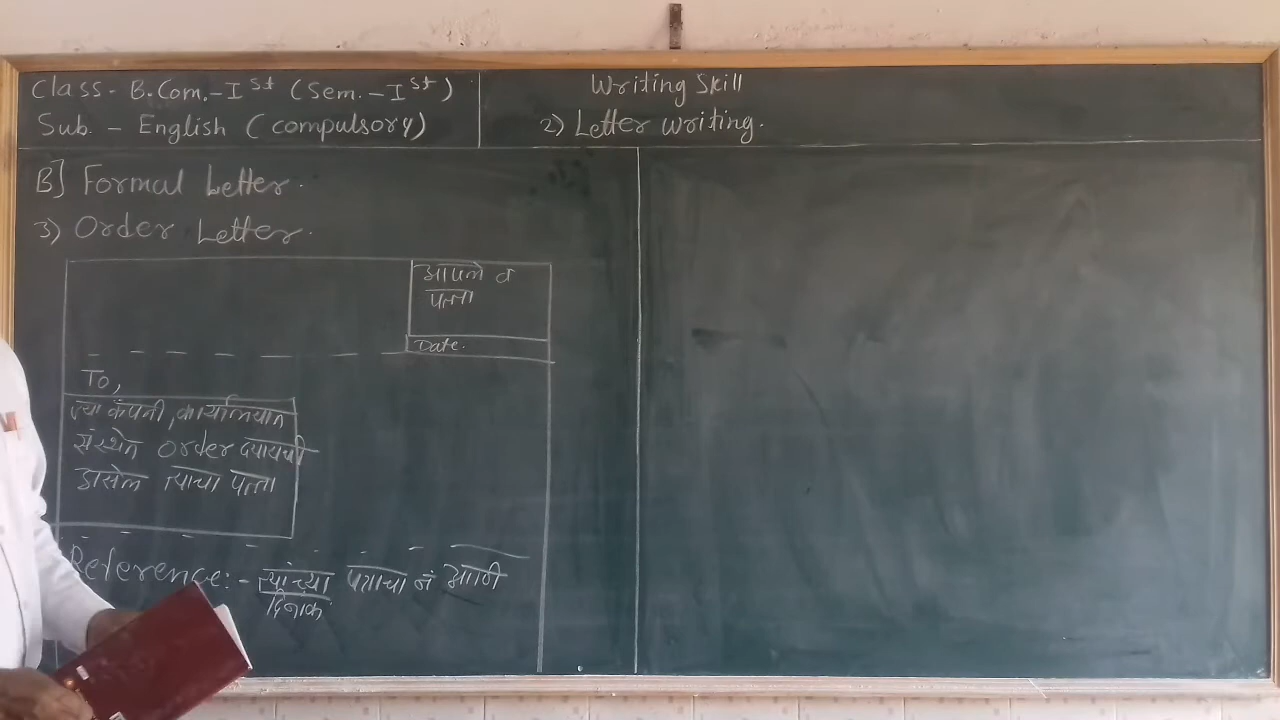 Class - B.Com. - Ist (Sem. - Ist)
Sub. - English (compulsory)
Writing Skill
2) Letter writing.
B] Formal Letter.
3) Order Letter.
आपले व
पत्ता
Date.
To,
ज्या कंपनी, कार्यालयात
संस्थेत order द्यायची
असेल त्याचा पत्ता
Reference:- त्यांच्या पत्राचा नं आणि
दिनांक